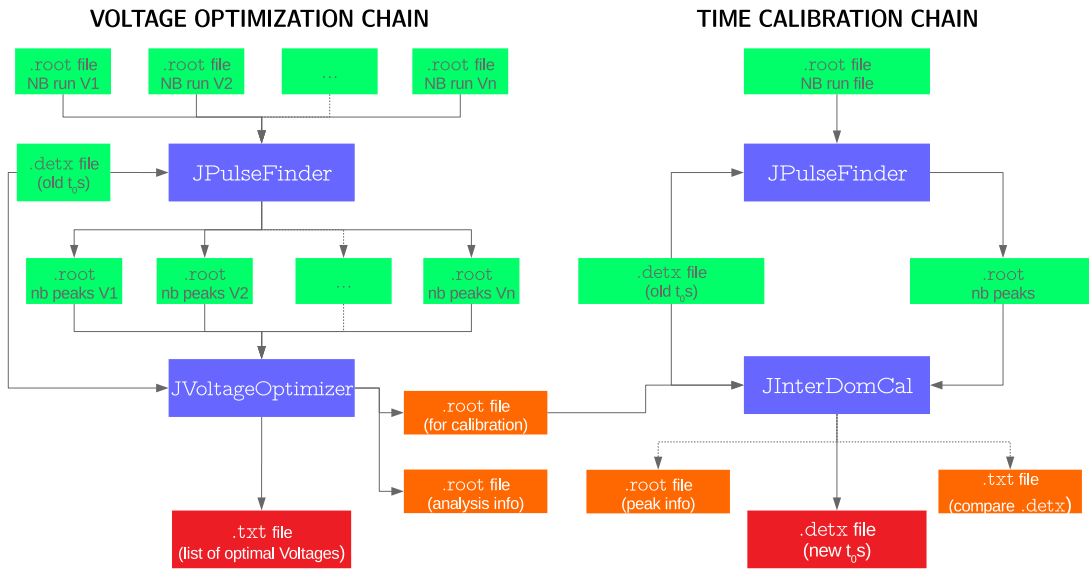 VOLTAGE OPTIMIZATION CHAIN
.root file
NB run V1
.root file
NB run V2
...
.root file
NB run Vn
.detx file
(old t0s)
JPulseFinder
.root
nb peaks V1
.root
nb peaks V2
...
.root
nb peaks Vn
JVoltageOptimizer
.root file
(for calibration)
.root file
(analysis info)
.txt file
(list of optimal Voltages)
TIME CALIBRATION CHAIN
.root file
NB run file
JPulseFinder
.detx file
(old t0s)
.root
nb peaks
JInterDomCal
.root file
(peak info)
.txt file
(compare .detx)
.detx file
(new t0s)